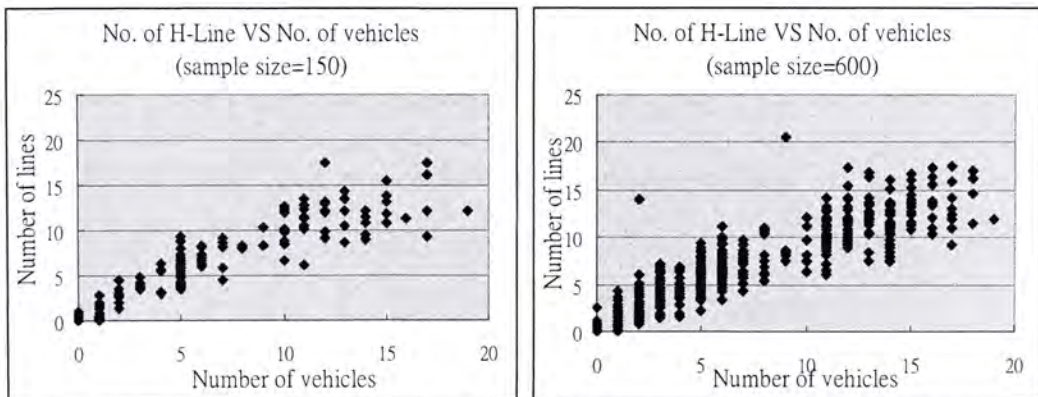 No. of H-Line VS No. of vehicles
(sample size=150)
25
20
15
10
5
0
Number of lines
0 5 10 15 20
Number of vehicles
No. of H-Line VS No. of vehicles
(sample size=600)
25
20
15
10
5
0
Number of lines
0 5 10 15 20
Number of vehicles